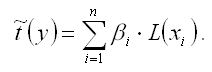 t̃(y) = ∑_{i=1}^{n} β_i · L(x_i).